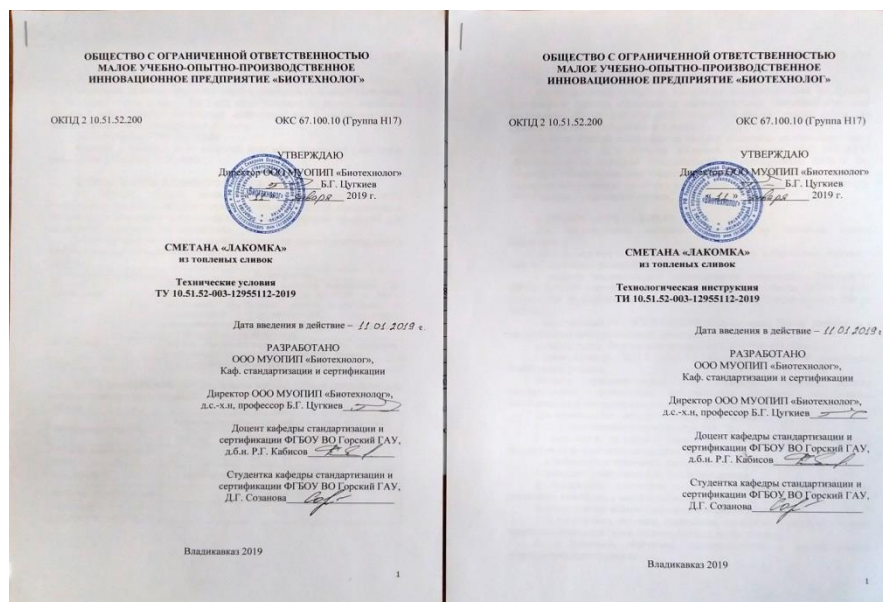 ОБЩЕСТВО С ОГРАНИЧЕННОЙ ОТВЕТСТВЕННОСТЬЮ
МАЛОЕ УЧЕБНО-ОПЫТНО-ПРОИЗВОДСТВЕННОЕ
ИННОВАЦИОННОЕ ПРЕДПРИЯТИЕ «БИОТЕХНОЛОГ»
ОКПД 2 10.51.52.200 ОКС 67.100.10 (Группа Н17)
УТВЕРЖДАЮ
Директор ООО МУОПИП «Биотехнолог»
Б.Г. Цугкиев
« 11 » января 2019 г.
СМЕТАНА «ЛАКОМКА»
из топленых сливок
Технические условия
ТУ 10.51.52-003-12955112-2019
Дата введения в действие – 11 01 2019 г.
РАЗРАБОТАНО
ООО МУОПИП «Биотехнолог»,
Каф. стандартизации и сертификации
Директор ООО МУОПИП «Биотехнолог»,
д.с.-х.н, профессор Б.Г. Цугкиев
Доцент кафедры стандартизации и
сертификации ФГБОУ ВО Горский ГАУ,
д.б.н. Р.Г. Кабисов
Студентка кафедры стандартизации и
сертификации ФГБОУ ВО Горский ГАУ,
Д.Г. Созанова
Владикавказ 2019
1
ОБЩЕСТВО С ОГРАНИЧЕННОЙ ОТВЕТСТВЕННОСТЬЮ
МАЛОЕ УЧЕБНО-ОПЫТНО-ПРОИЗВОДСТВЕННОЕ
ИННОВАЦИОННОЕ ПРЕДПРИЯТИЕ «БИОТЕХНОЛОГ»
ОКПД 2 10.51.52.200 ОКС 67.100.10 (Группа Н17)
УТВЕРЖДАЮ
Директор ООО МУОПИП «Биотехнолог»
Б.Г. Цугкиев
« 11 » января 2019 г.
СМЕТАНА «ЛАКОМКА»
из топленых сливок
Технологическая инструкция
ТИ 10.51.52-003-12955112-2019
Дата введения в действие – 11.01.2019 г.
РАЗРАБОТАНО
ООО МУОПИП «Биотехнолог»,
Каф. стандартизации и сертификации
Директор ООО МУОПИП «Биотехнолог»,
д.с.-х.н, профессор Б.Г. Цугкиев
Доцент кафедры стандартизации и
сертификации ФГБОУ ВО Горский ГАУ,
д.б.н. Р.Г. Кабисов
Студентка кафедры стандартизации и
сертификации ФГБОУ ВО Горский ГАУ,
Д.Г. Созанова
Владикавказ 2019
1